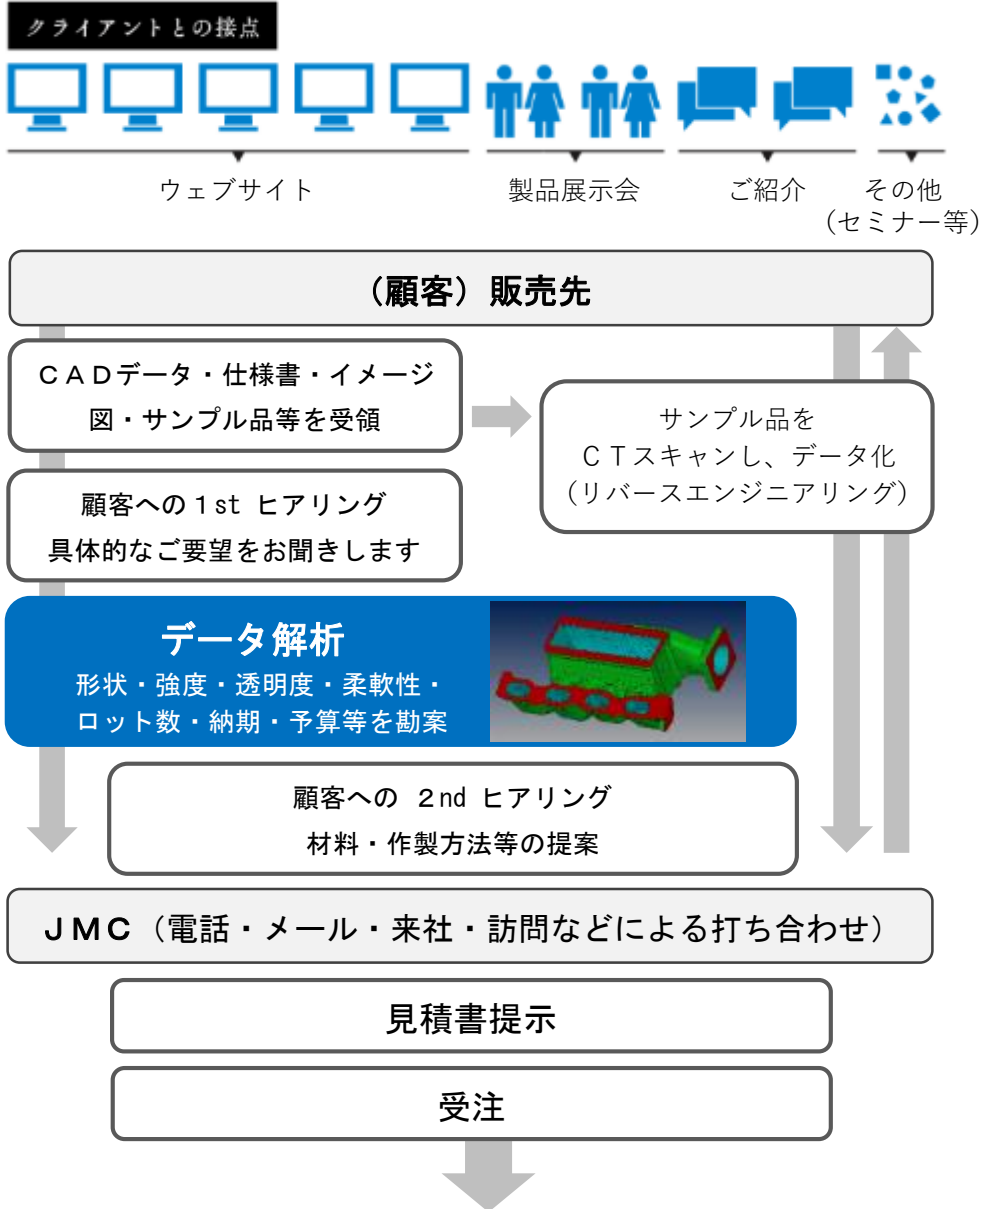 クライアントとの接点
ウェブサイト
製品展示会
ご紹介
その他
（セミナー等）
（顧客）販売先
ＣＡＤデータ・仕様書・イメージ
図・サンプル品等を受領
サンプル品を
ＣＴスキャンし、データ化
（リバースエンジニアリング）
顧客への１st ヒアリング
具体的なご要望をお聞きします
データ解析
形状・強度・透明度・柔軟性・
ロット数・納期・予算等を勘案
顧客への ２nd ヒアリング
材料・作製方法等の提案
ＪＭＣ（電話・メール・来社・訪問などによる打ち合わせ）
見積書提示
受注